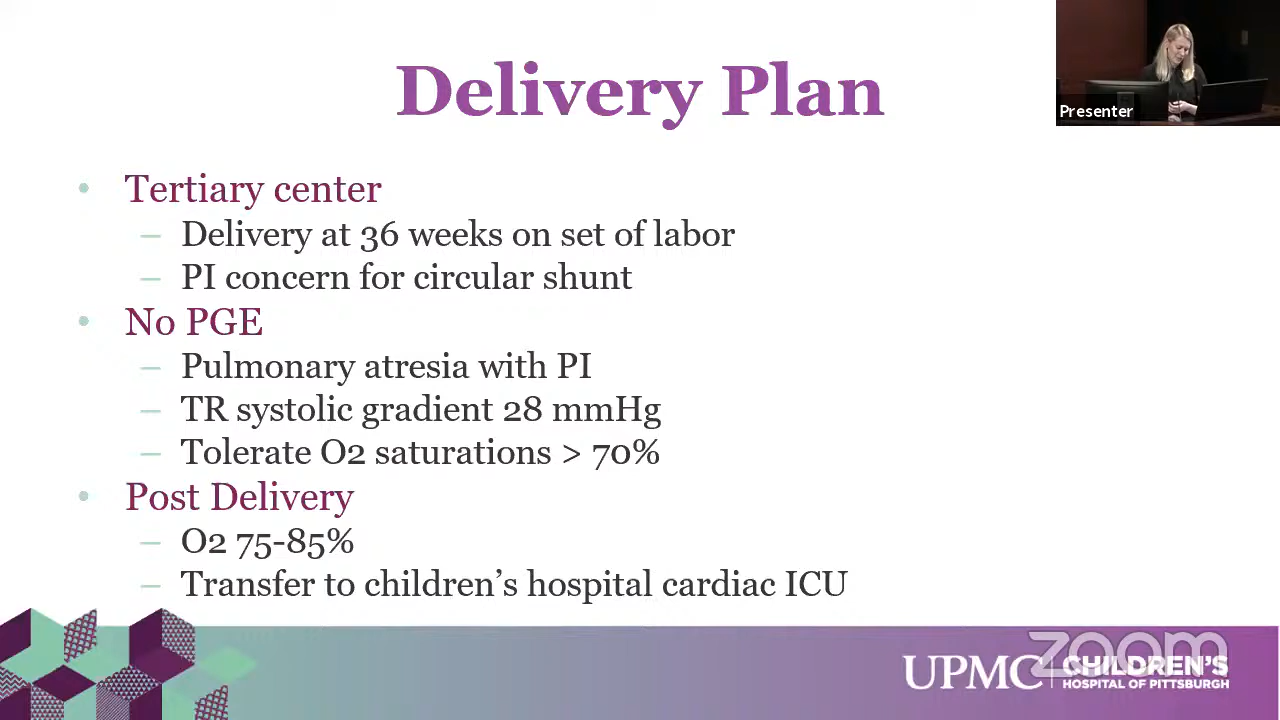 Delivery Plan
Presenter
• Tertiary center
– Delivery at 36 weeks on set of labor
– PI concern for circular shunt
• No PGE
– Pulmonary atresia with PI
– TR systolic gradient 28 mmHg
– Tolerate O2 saturations > 70%
• Post Delivery
– O2 75-85%
– Transfer to children's hospital cardiac ICU
zoom
UPMC CHILDREN'S
HOSPITAL OF PITTSBURGH